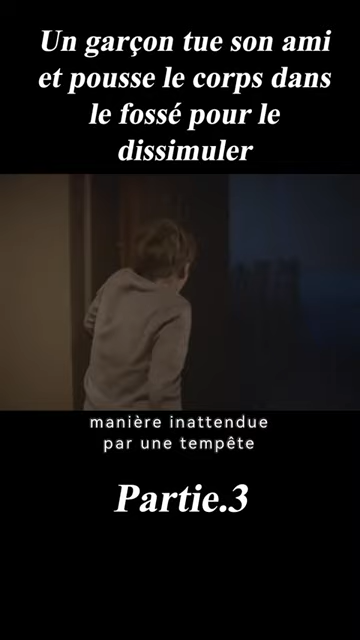 Un garçon tue son ami
et pousse le corps dans
le fossé pour le
dissimuler
manière inattendue
par une tempête
Partie.3